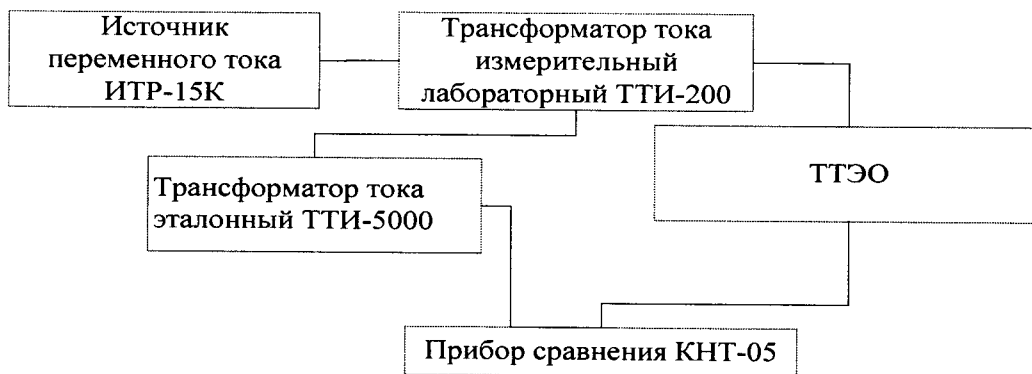 Источник
переменного тока
ИТР-15К
Трансформатор тока
измерительный
лабораторный ТТИ-200
Трансформатор тока
эталонный ТТИ-5000
ТТЭО
Прибор сравнения КНТ-05